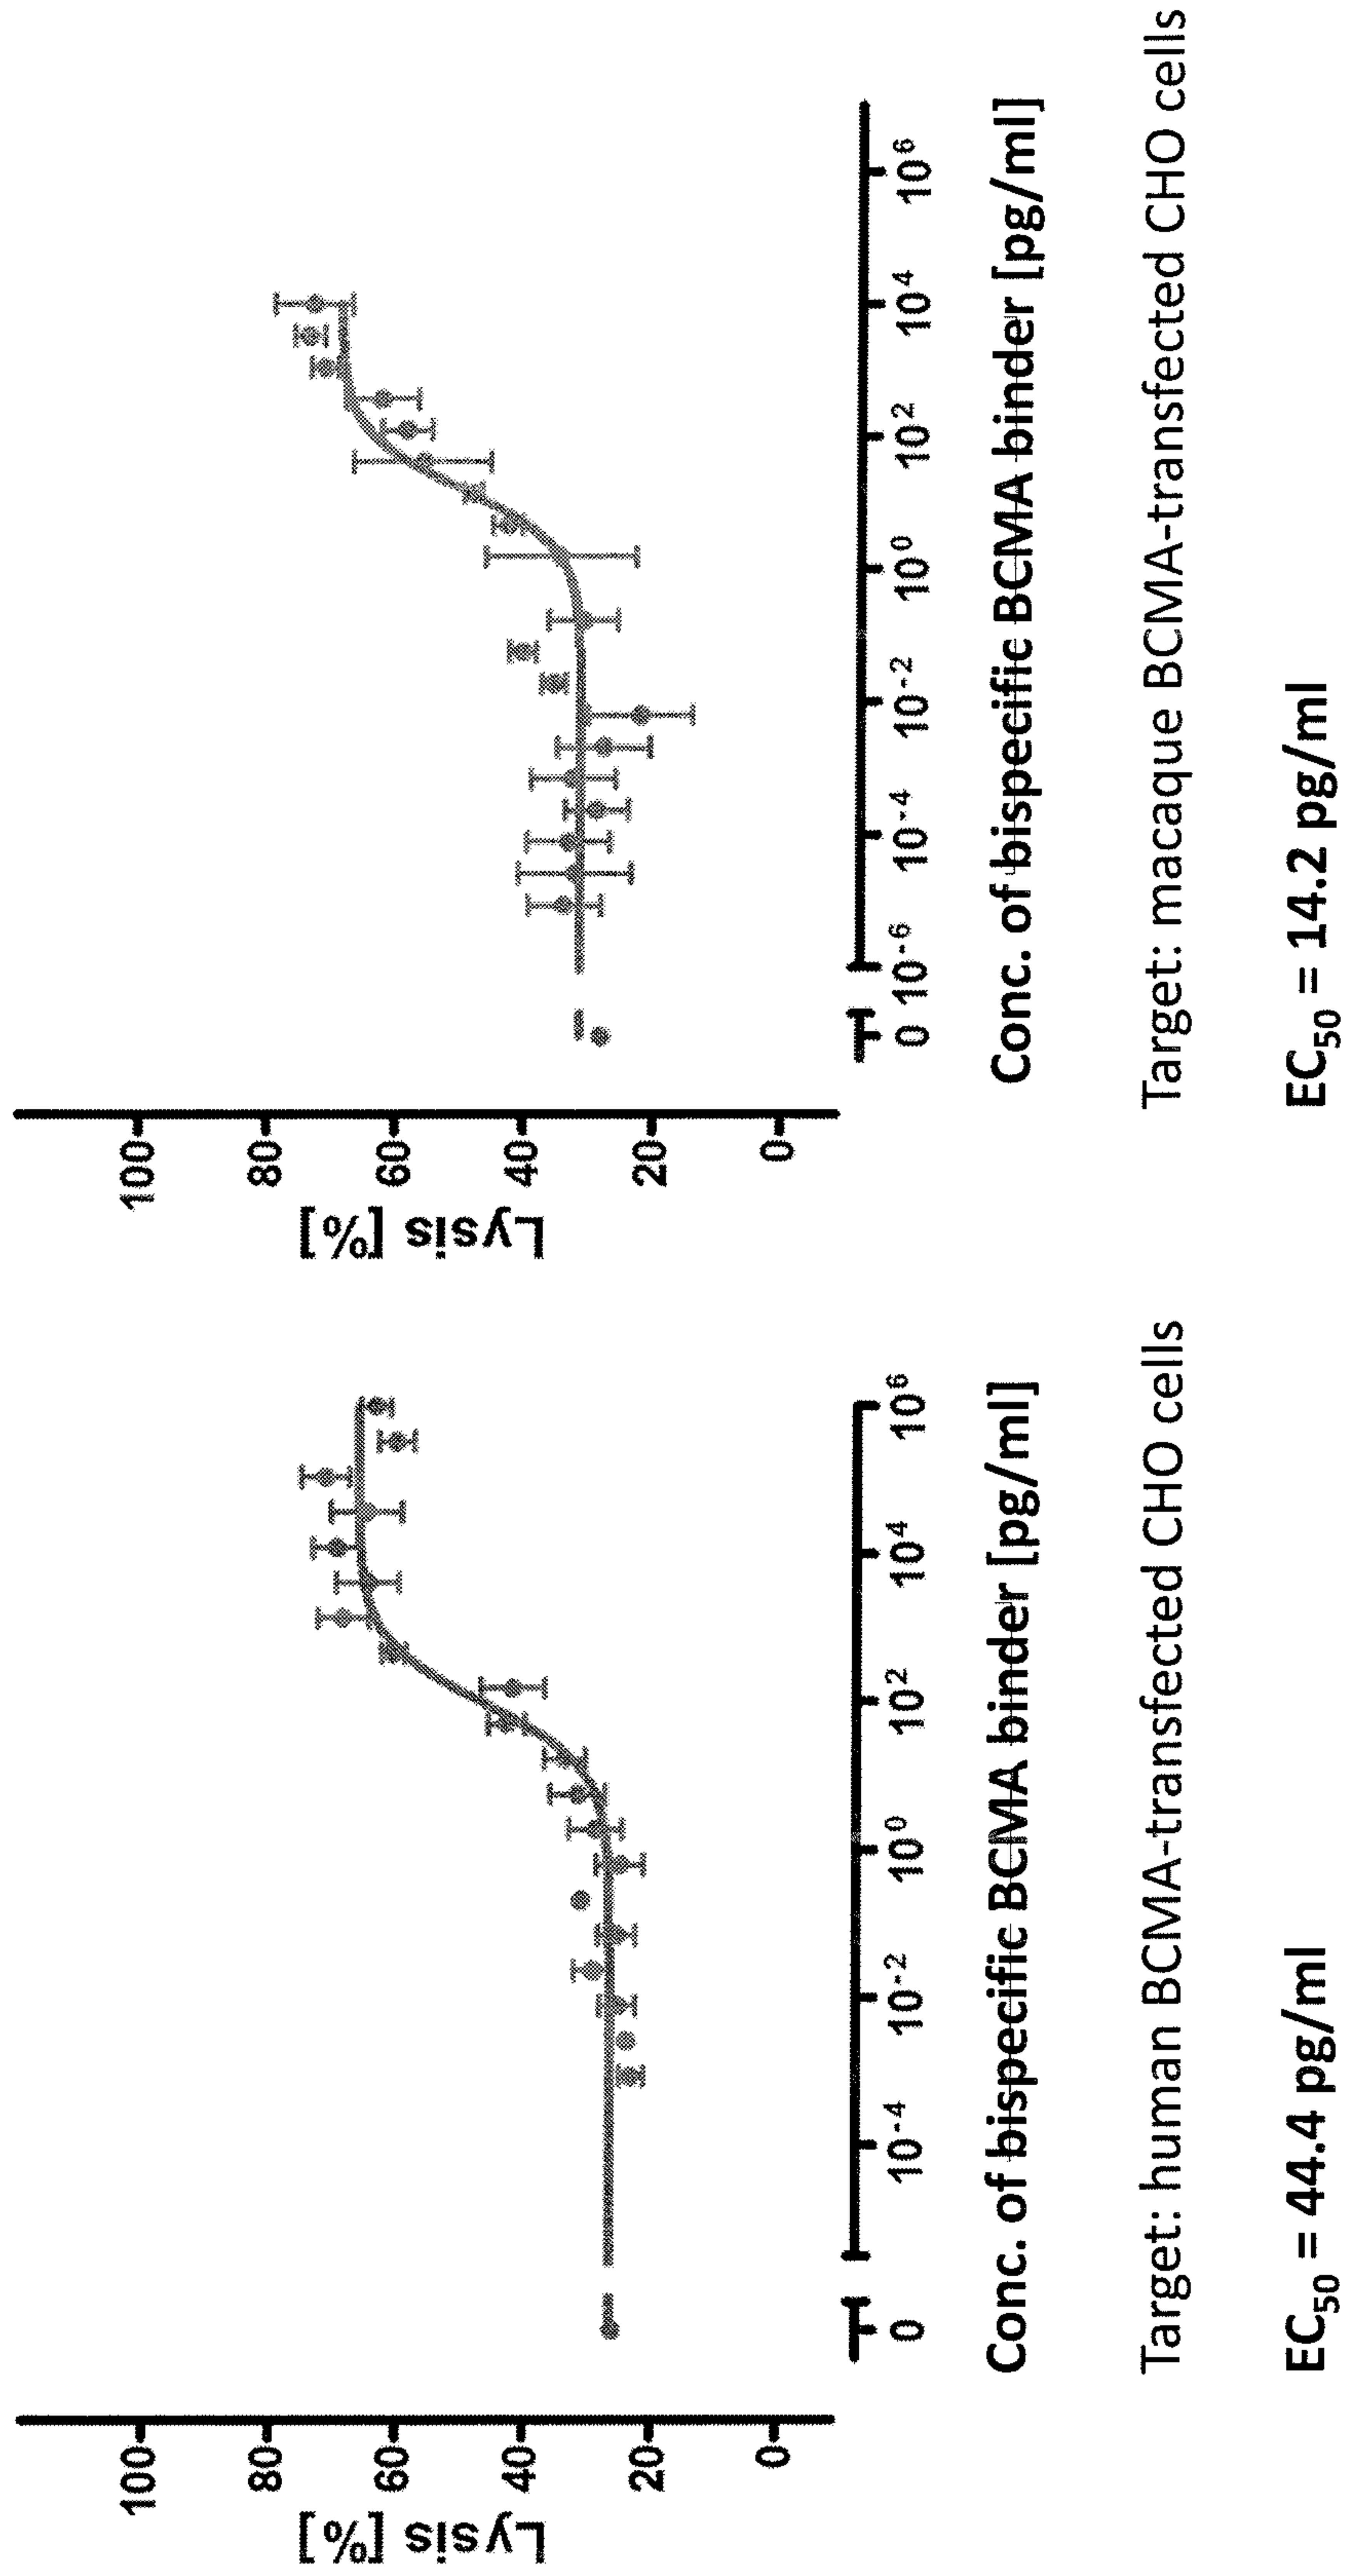 Lysis [%]
100
80
60
40
20
0
0 10-4 10-2 100 102 104 106
Conc. of bispecific BCMA binder [pg/ml]
Target: human BCMA-transfected CHO cells
EC50 = 44.4 pg/ml
Lysis [%]
100
80
60
40
20
0
0 10-6 10-4 10-2 100 102 104 106
Conc. of bispecific BCMA binder [pg/ml]
Target: macaque BCMA-transfected CHO cells
EC50 = 14.2 pg/ml